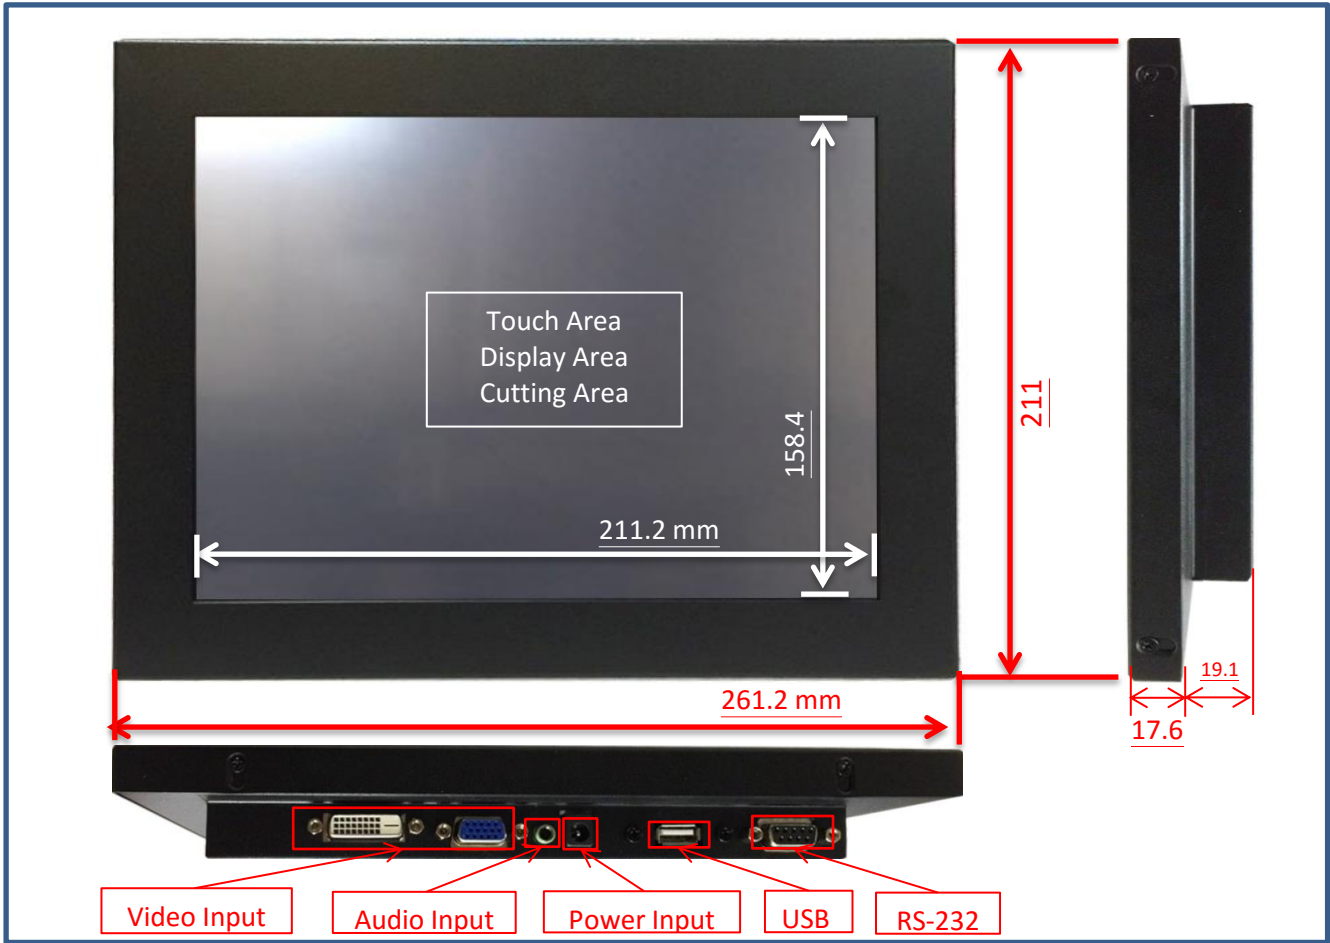 Touch Area
Display Area
Cutting Area
158.4
211.2 mm
211
261.2 mm
19.1
17.6
Video Input
Audio Input
Power Input
USB
RS-232